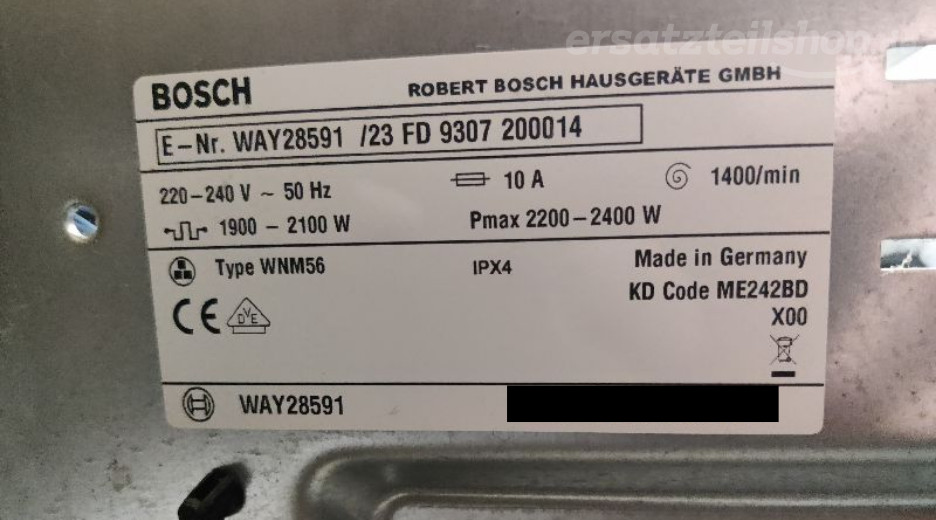 ersatzteilshop
BOSCH ROBERT BOSCH HAUSGERÄTE GMBH
E-Nr. WAY28591 /23 FD 9307 200014
220-240 V ~ 50 Hz 10 A 1400/min
1900 - 2100 W Pmax 2200-2400 W
Type WNM56 IPX4 Made in Germany
KD Code ME242BD
CE DVE X00
WAY28591